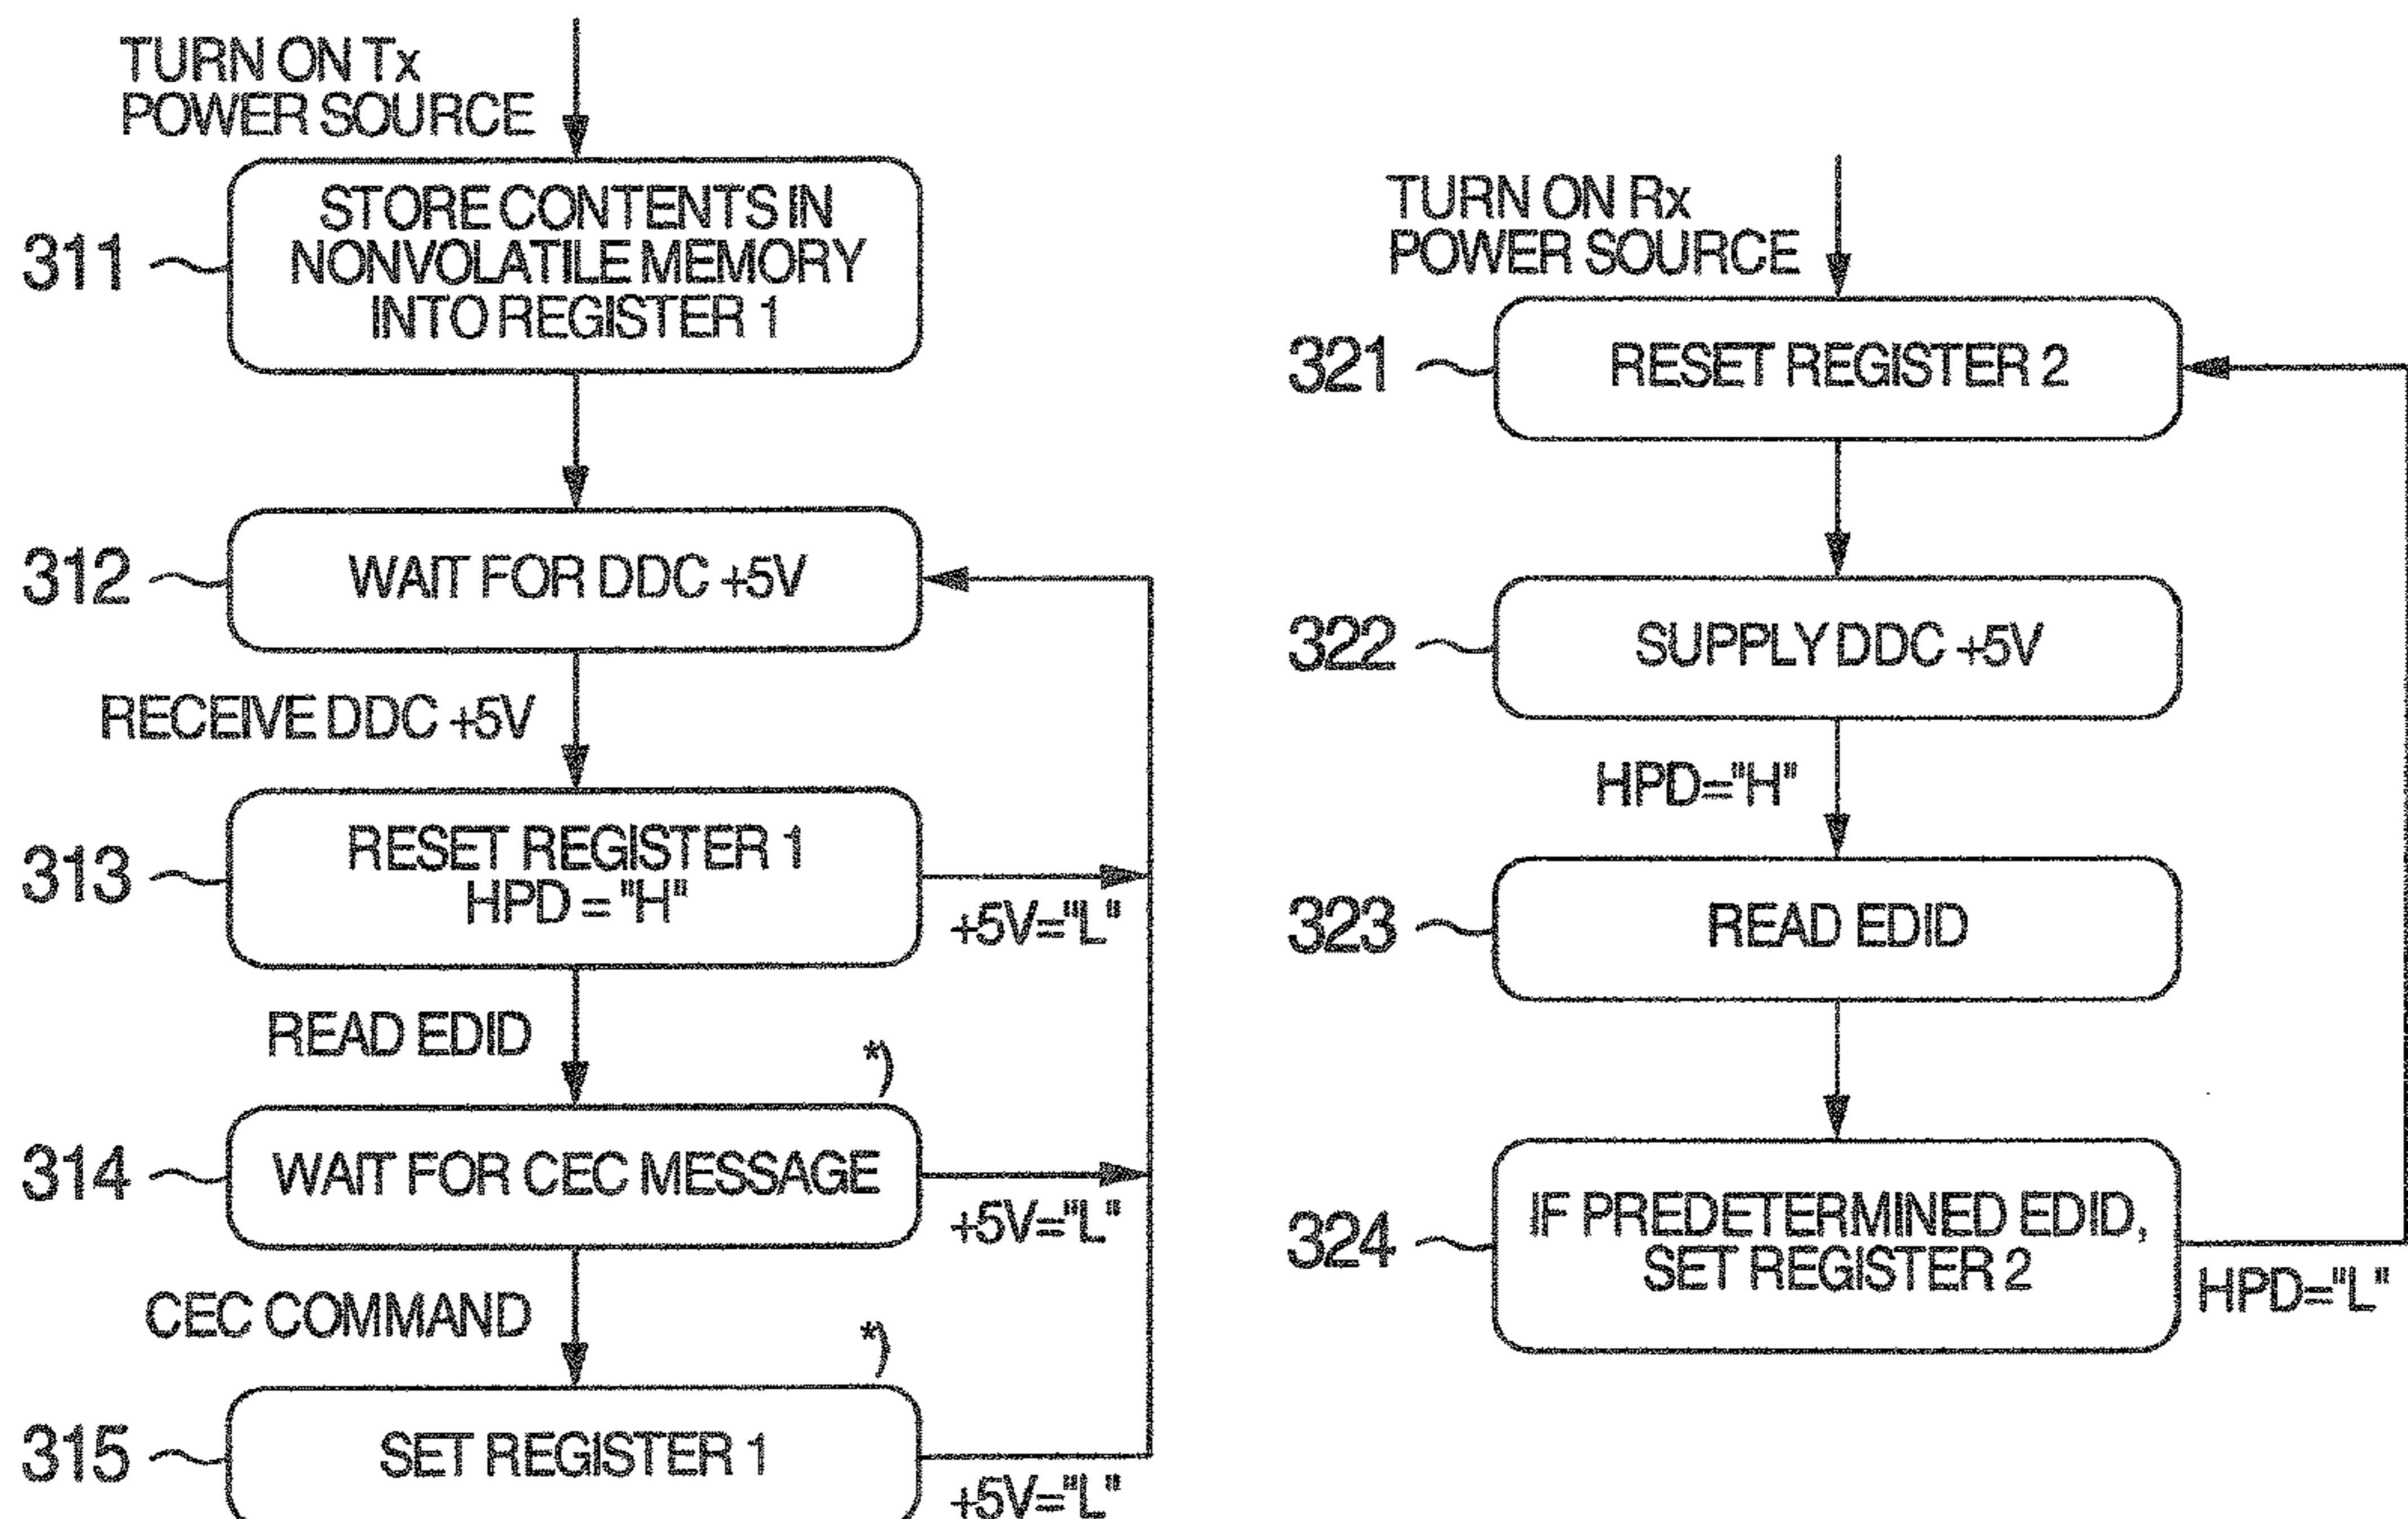 TURN ON Tx
POWER SOURCE
311
STORE CONTENTS IN
NONVOLATILE MEMORY
INTO REGISTER 1
312
WAIT FOR DDC +5V
RECEIVE DDC +5V
313
RESET REGISTER 1
HPD ="H"
+5V="L"
READ EDID
*)
314
WAIT FOR CEC MESSAGE
+5V="L"
CEC COMMAND
*)
315
SET REGISTER 1
+5V="L"
TURN ON Rx
POWER SOURCE
321
RESET REGISTER 2
322
SUPPLY DDC +5V
HPD="H"
323
READ EDID
324
IF PREDETERMINED EDID,
SET REGISTER 2
HPD="L"